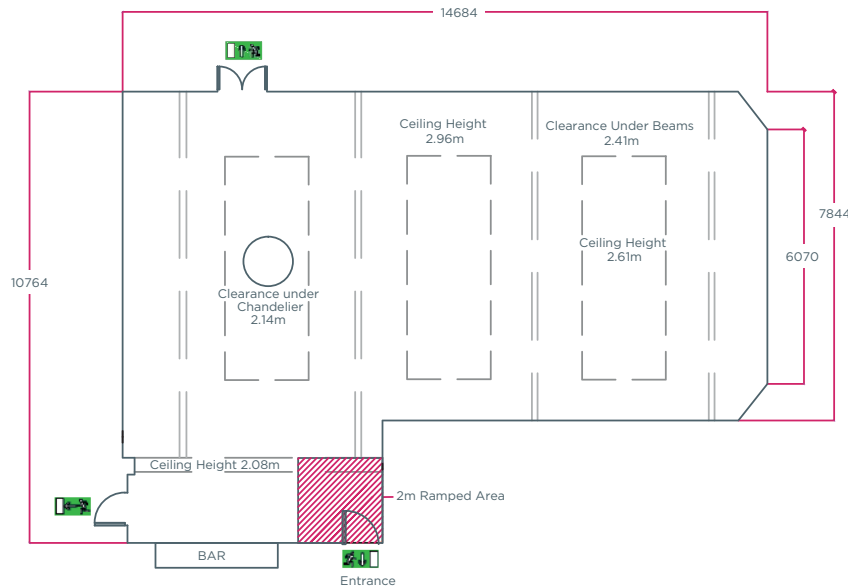 14684
Ceiling Height
2.96m
Clearance Under Beams
2.41m
7844
Ceiling Height
2.61m
6070
10764
Clearance under
Chandelier
2.14m
Ceiling Height 2.08m
2m Ramped Area
BAR
Entrance